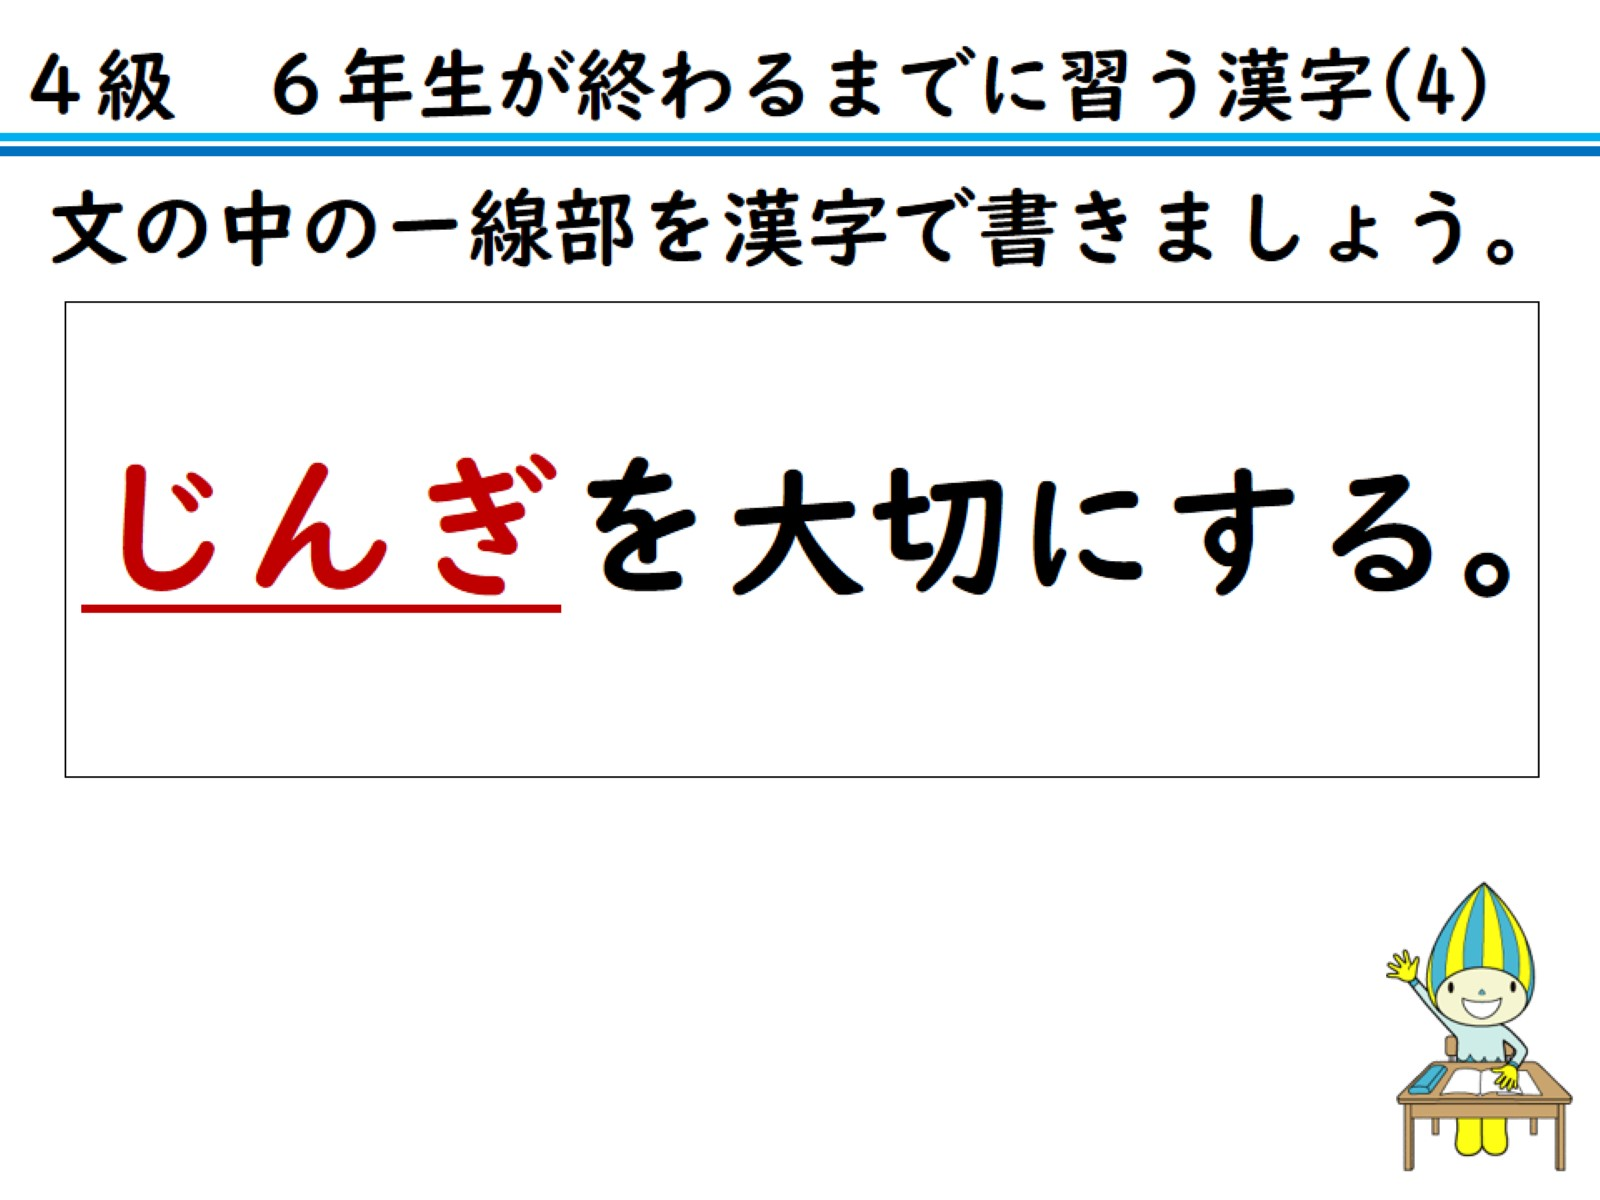 ４級　６年生が終わるまでに習う漢字(4)
文の中の一線部を漢字で書きましょう。
じんぎを大切にする。